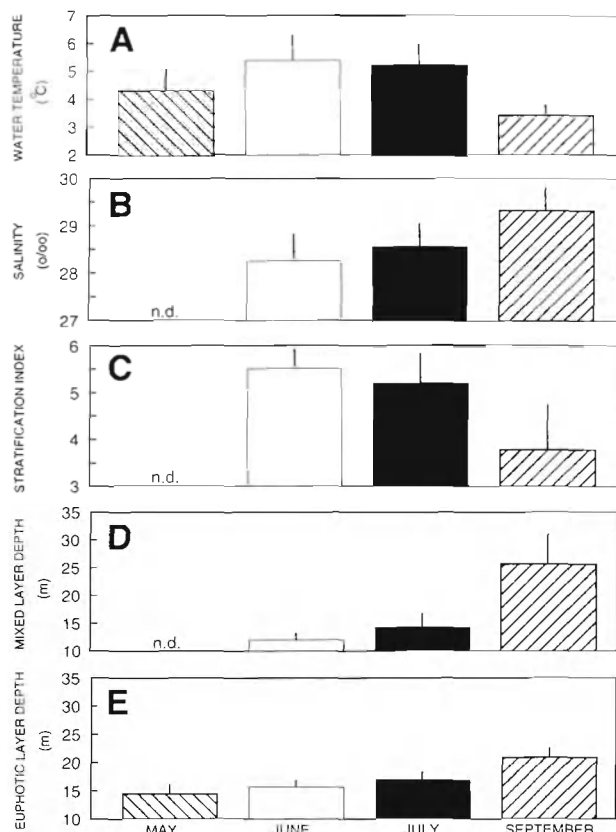 A
WATER TEMPERATURE
(°C)
7
6
5
4
3
2
B
SALINITY
(o/oo)
30
29
28
27
n.d.
C
STRATIFICATION INDEX
6
5
4
3
n.d.
D
MIXED LAYER DEPTH
(m)
35
30
25
20
15
10
n.d.
E
EUPHOTIC LAYER DEPTH
(m)
35
30
25
20
15
10
MAY
JUNE
JULY
SEPTEMBER